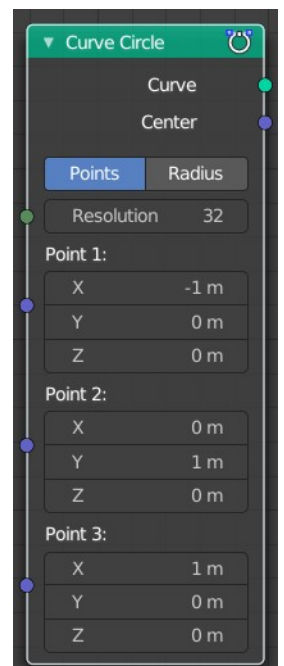 Curve Circle
Curve
Center
Points Radius
Resolution 32
Point 1:
X -1 m
Y 0 m
Z 0 m
Point 2:
X 0 m
Y 1 m
Z 0 m
Point 3:
X 1 m
Y 0 m
Z 0 m